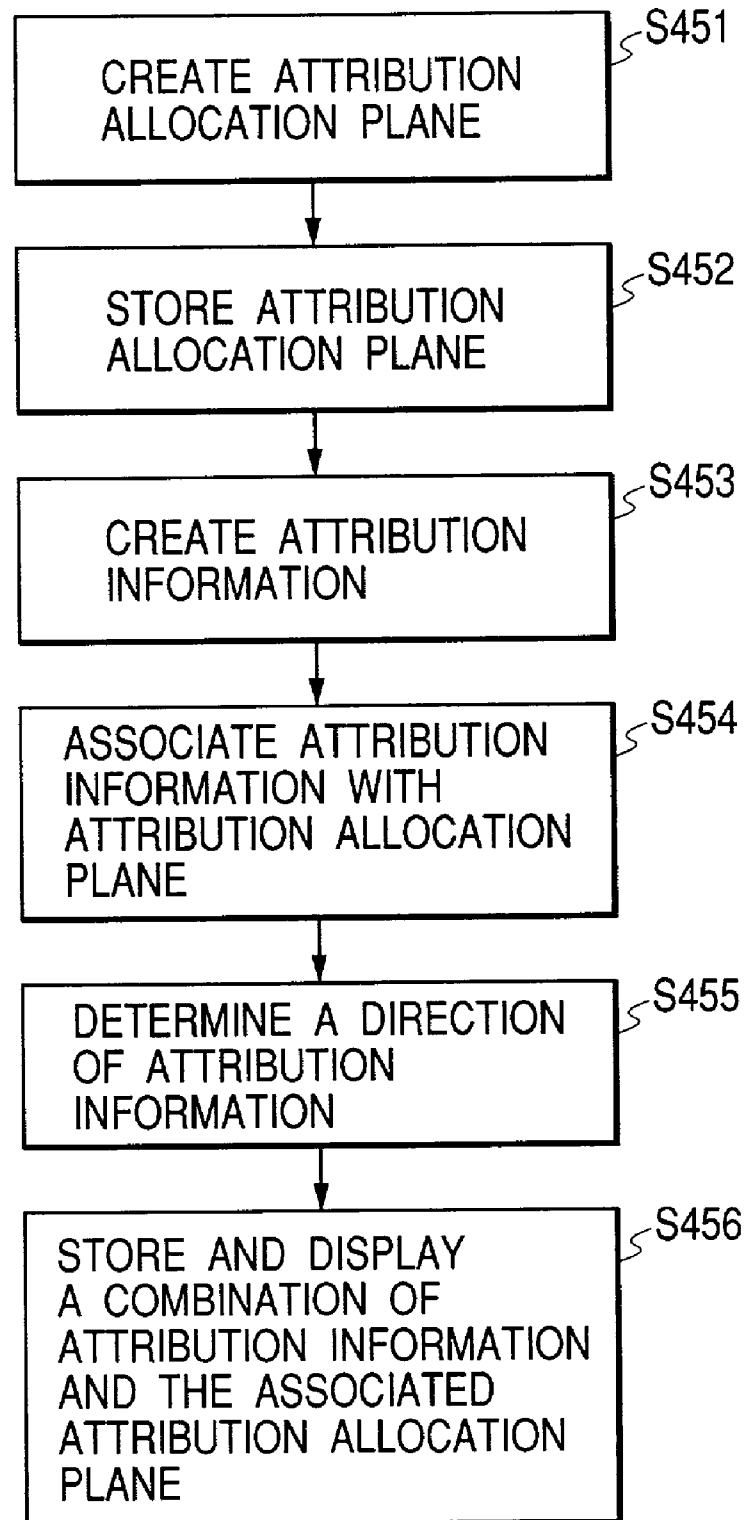 S451
CREATE ATTRIBUTION
ALLOCATION PLANE
S452
STORE ATTRIBUTION
ALLOCATION PLANE
S453
CREATE ATTRIBUTION
INFORMATION
S454
ASSOCIATE ATTRIBUTION
INFORMATION WITH
ATTRIBUTION ALLOCATION
PLANE
S455
DETERMINE A DIRECTION
OF ATTRIBUTION
INFORMATION
S456
STORE AND DISPLAY
A COMBINATION OF
ATTRIBUTION INFORMATION
AND THE ASSOCIATED
ATTRIBUTION ALLOCATION
PLANE